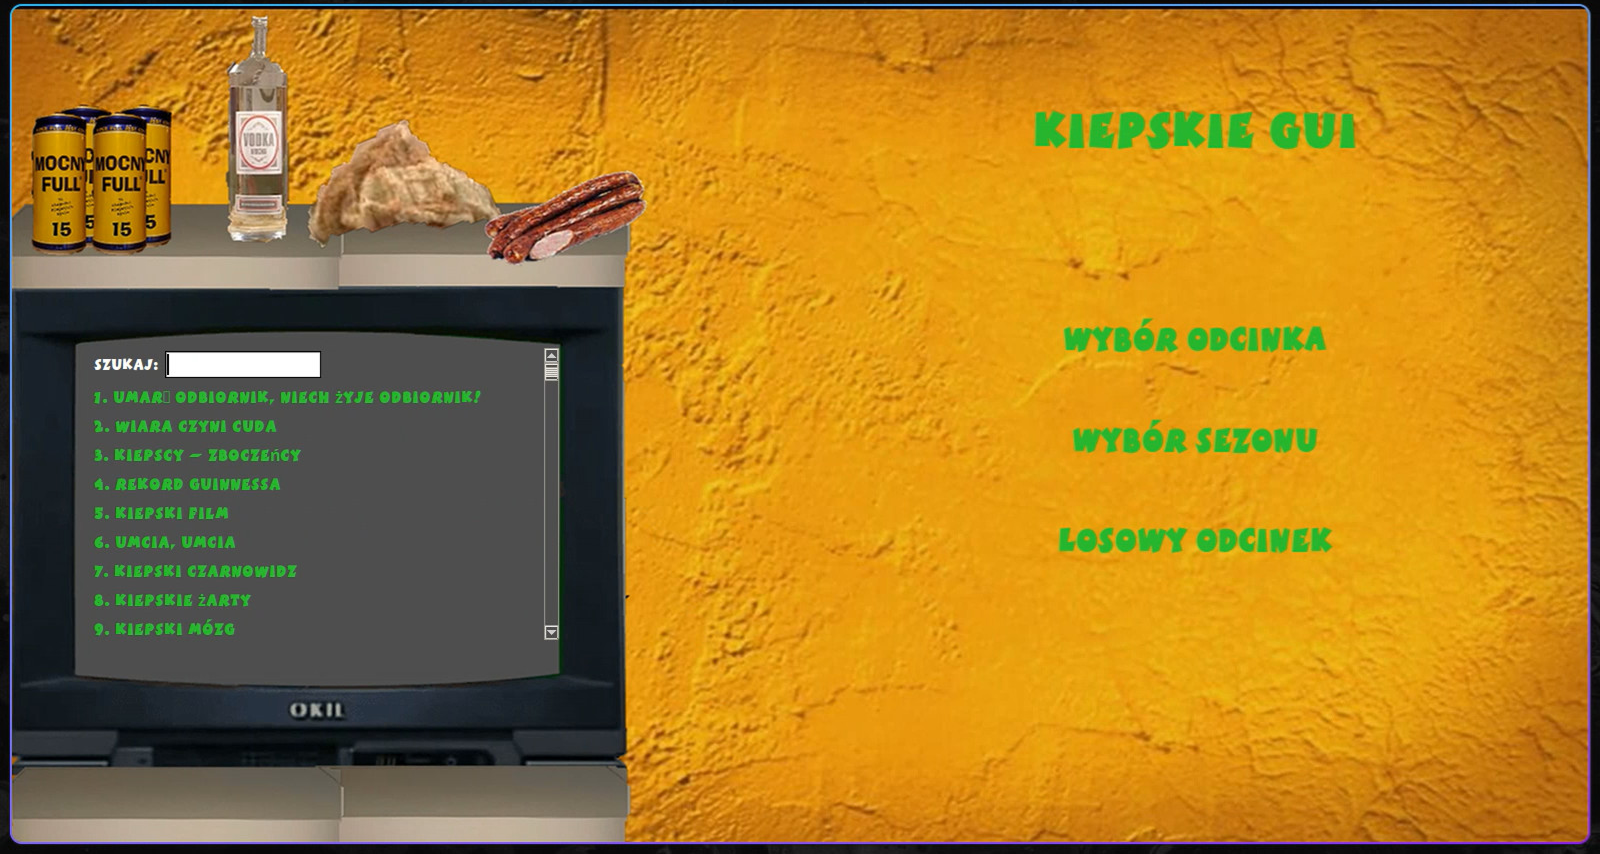 MOCNY FULL 15
MOCNY FULL 15
VODKA
KIEPSKIE GUI
WYBÓR ODCINKA
WYBÓR SEZONU
LOSOWY ODCINEK
SZUKAJ:
1. UMAR▯ ODBIORNIK, NIECH ŻYJE ODBIORNIK!
2. WIARA CZYNI CUDA
3. KIEPSCY – ZBOCZEńCY
4. REKORD GUINNESSA
5. KIEPSKI FILM
6. UMCIA, UMCIA
7. KIEPSKI CZARNOWIDZ
8. KIEPSKIE ŻARTY
9. KIEPSKI MÓZG
OKIL